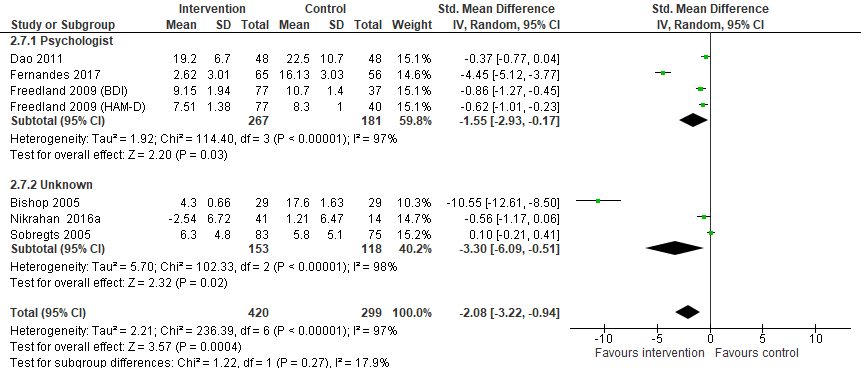 Intervention Control Std. Mean Difference Std. Mean Difference
Study or Subgroup Mean SD Total Mean SD Total Weight IV, Random, 95% CI IV, Random, 95% CI
2.7.1 Psychologist
Dao 2011 19.2 6.7 48 22.5 10.7 48 15.1% -0.37 [-0.77, 0.04]
Fernandes 2017 2.62 3.01 65 16.13 3.03 56 14.6% -4.45 [-5.12, -3.77]
Freedland 2009 (BDI) 9.15 1.94 77 10.7 1.4 37 15.1% -0.86 [-1.27, -0.45]
Freedland 2009 (HAM-D) 7.51 1.38 77 8.3 1 40 15.1% -0.62 [-1.01, -0.23]
Subtotal (95% CI) 267 181 59.8% -1.55 [-2.93, -0.17]
Heterogeneity: Tau² = 1.92; Chi² = 114.40, df = 3 (P < 0.00001); I² = 97%
Test for overall effect: Z = 2.20 (P = 0.03)
2.7.2 Unknown
Bishop 2005 4.3 0.66 29 17.6 1.63 29 10.3% -10.55 [-12.61, -8.50]
Nikrahan 2016a -2.54 6.72 41 1.21 6.47 14 14.7% -0.56 [-1.17, 0.06]
Sobregts 2005 6.3 4.8 83 5.8 5.1 75 15.2% 0.10 [-0.21, 0.41]
Subtotal (95% CI) 153 118 40.2% -3.30 [-6.09, -0.51]
Heterogeneity: Tau² = 5.70; Chi² = 102.33, df = 2 (P < 0.00001); I² = 98%
Test for overall effect: Z = 2.32 (P = 0.02)
Total (95% CI) 420 299 100.0% -2.08 [-3.22, -0.94]
Heterogeneity: Tau² = 2.21; Chi² = 236.39, df = 6 (P < 0.00001); I² = 97%
Test for overall effect: Z = 3.57 (P = 0.0004)
Test for subgroup differences: Chi² = 1.22, df = 1 (P = 0.27), I² = 17.9%
-10 -5 0 5 10
Favours intervention Favours control